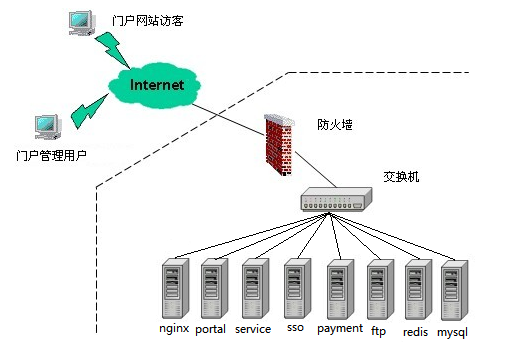 门户网站访客
Internet
门户管理用户
防火墙
交换机
nginx portal service sso payment ftp redis mysql